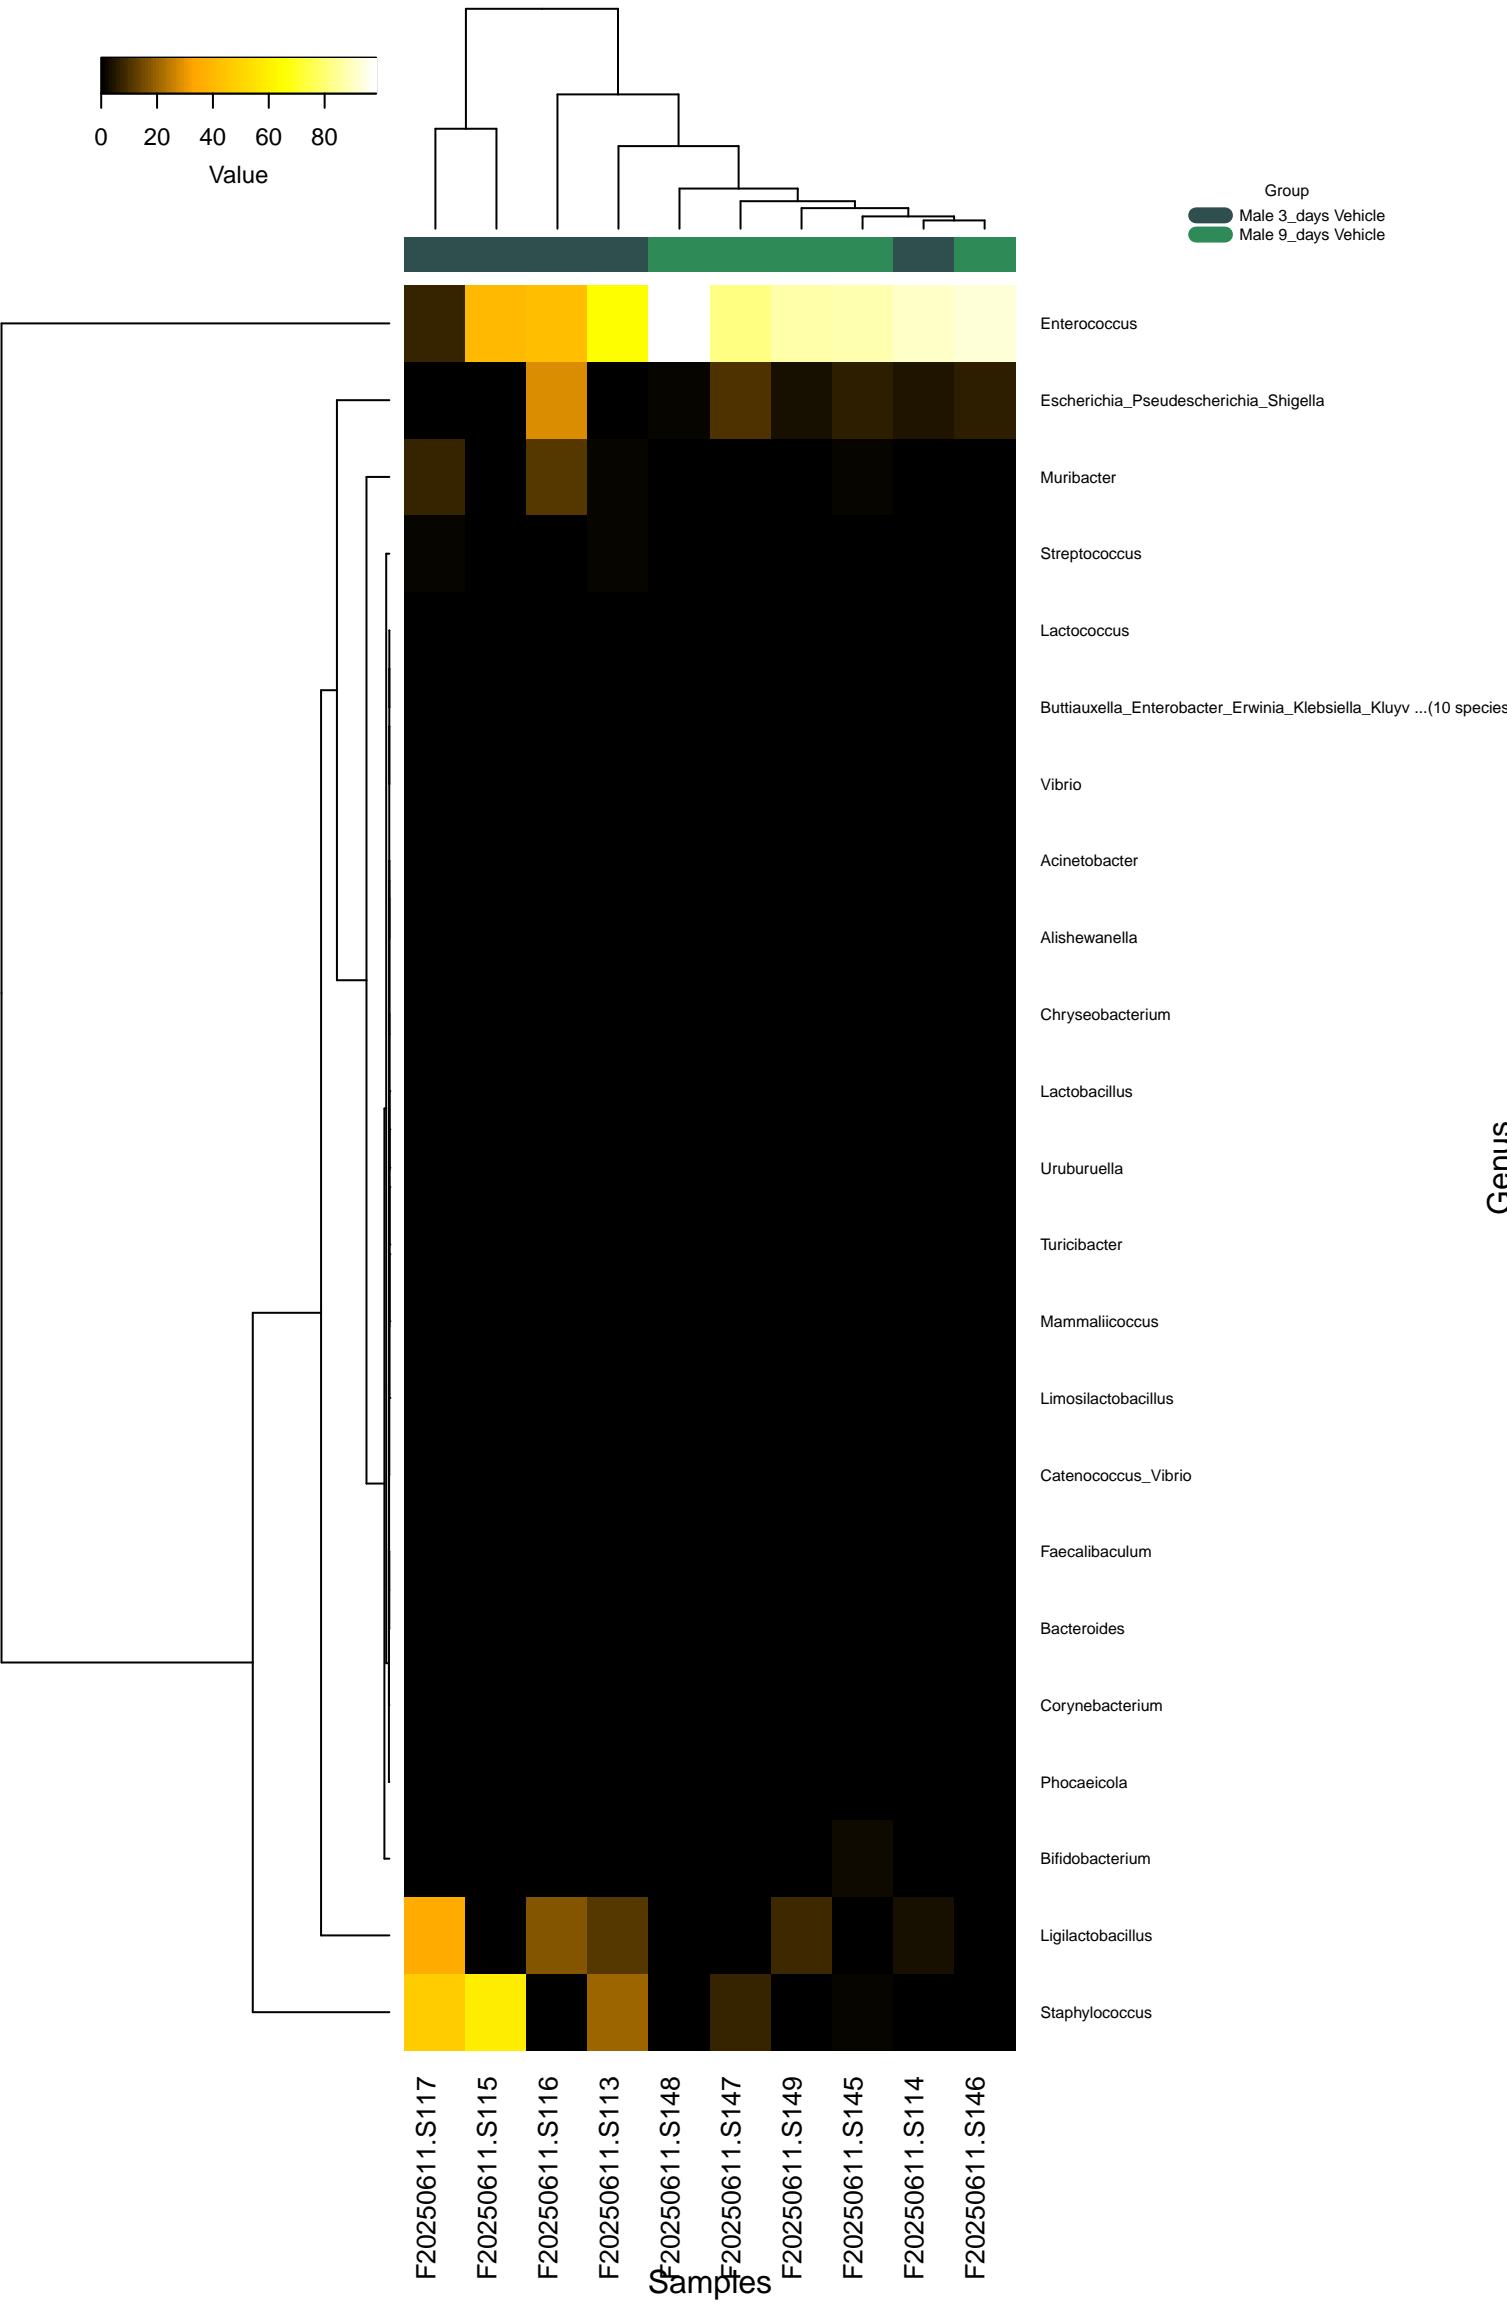 0 20 40 60 80
Value
Group
Male 3_days Vehicle
Male 9_days Vehicle
Enterococcus
Escherichia_Pseudescherichia_Shigella
Muribacter
Streptococcus
Lactococcus
Buttiauxella_Enterobacter_Erwinia_Klebsiella_Kluyv ...(10 species
Vibrio
Acinetobacter
Alishewanella
Chryseobacterium
Lactobacillus
Uruburuella
Turicibacter
Mammaliicoccus
Limosilactobacillus
Catenococcus_Vibrio
Faecalibaculum
Bacteroides
Corynebacterium
Phocaeicola
Bifidobacterium
Ligilactobacillus
Staphylococcus
Genus
F20250611.S117
F20250611.S115
F20250611.S116
F20250611.S113
F20250611.S148
F20250611.S147
F20250611.S149
F20250611.S145
F20250611.S114
F20250611.S146
Samples